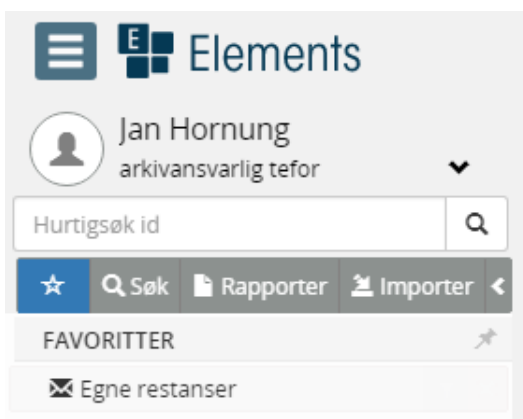 E Elements
Jan Hornung
arkivansvarlig tefor
Hurtigsøk id
Søk Rapporter Importer
FAVORITTER
Egne restanser